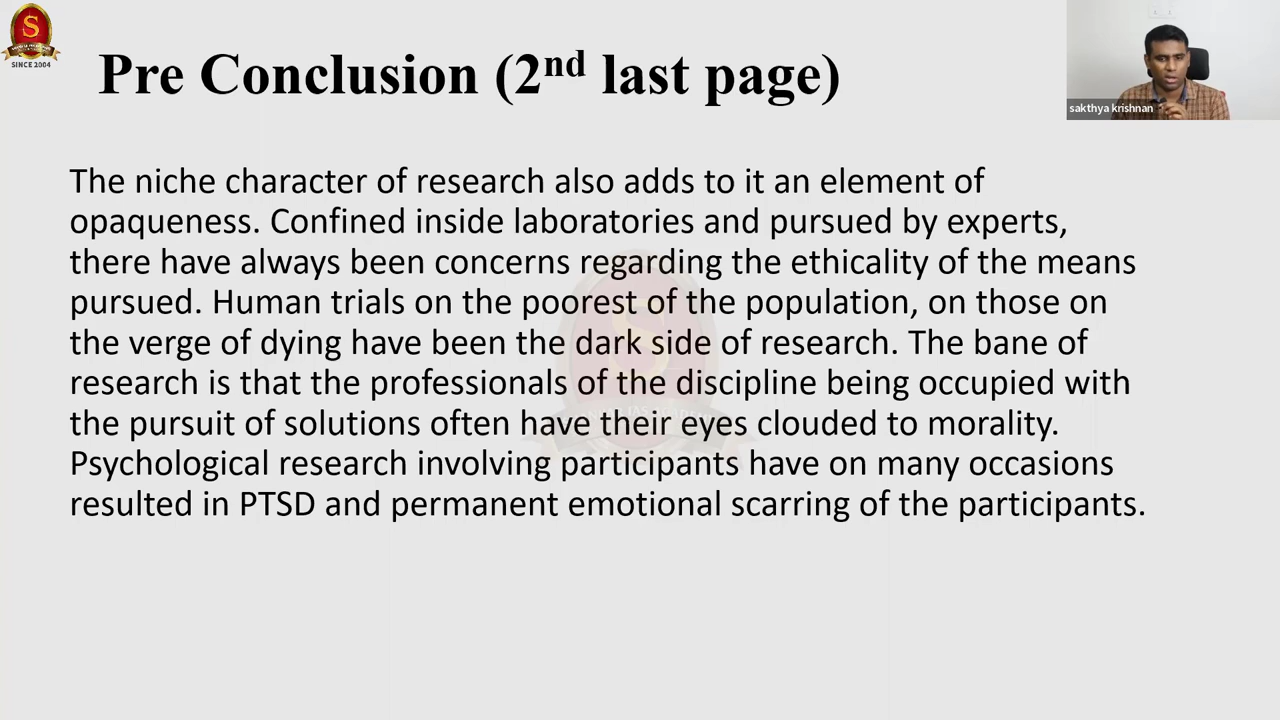 S
SINCE 2004
Pre Conclusion (2nd last page)
sakthya krishnan
The niche character of research also adds to it an element of
opaqueness. Confined inside laboratories and pursued by experts,
there have always been concerns regarding the ethicality of the means
pursued. Human trials on the poorest of the population, on those on
the verge of dying have been the dark side of research. The bane of
research is that the professionals of the discipline being occupied with
the pursuit of solutions often have their eyes clouded to morality.
Psychological research involving participants have on many occasions
resulted in PTSD and permanent emotional scarring of the participants.